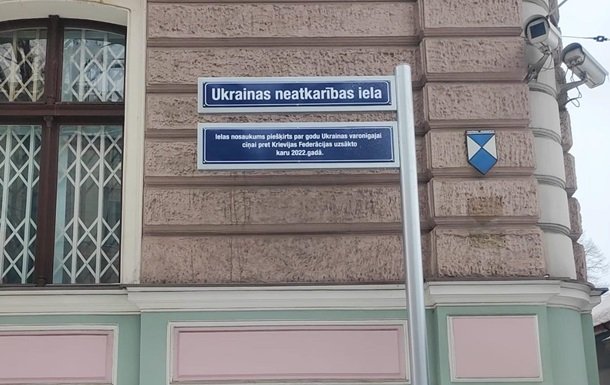 Ukrainas neatkarības iela
Ielas nosaukums piešķirts par godu Ukrainas varonīgajai
cīņai pret Krievijas Federācijas uzsākto
karu 2022.gadā.